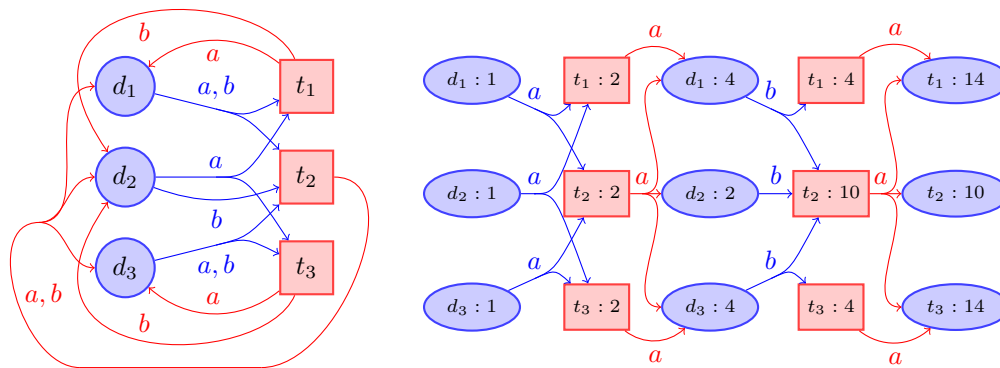 b
a
d₁
a, b
t₁
d₂
a
t₂
b
d₃
a, b
t₃
a, b
a
b
a
a
d₁ : 1
a
t₁ : 2
d₁ : 4
b
t₁ : 4
t₁ : 14
d₂ : 1
a
t₂ : 2
a
d₂ : 2
b
t₂ : 10
a
t₂ : 10
d₃ : 1
a
t₃ : 2
d₃ : 4
b
t₃ : 4
t₃ : 14
a
a